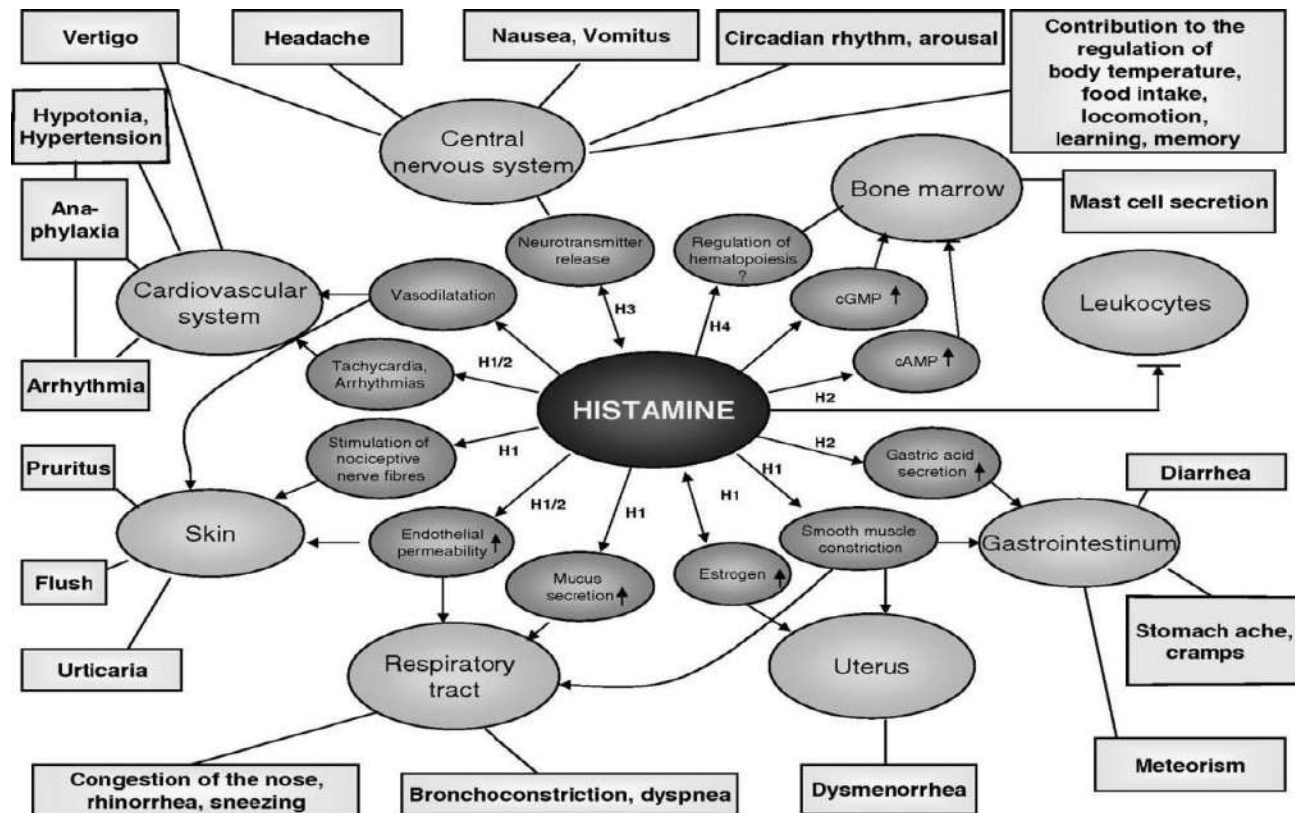 Vertigo
Headache
Nausea, Vomitus
Circadian rhythm, arousal
Contribution to the
regulation of
body temperature,
food intake,
locomotion,
learning, memory
Hypotonia,
Hypertension
Central
nervous system
Bone marrow
Mast cell secretion
Ana-
phylaxia
Neurotransmitter
release
Regulation of
hematopoiesis
?
Cardiovascular
system
Vasodilatation
cGMP
Leukocytes
H3
H4
cAMP
Arrhythmia
Tachycardia,
Arrhythmias
H1/2
HISTAMINE
H2
Pruritus
Stimulation of
nociceptive
nerve fibres
H1
H2
Gastric acid
secretion
Diarrhea
H1/2
H1
H1
H1
Skin
Endothelial
permeability
Smooth muscle
constriction
Gastrointestinum
Flush
Mucus
secretion
Estrogen
Stomach ache,
cramps
Urticaria
Respiratory
tract
Uterus
Congestion of the nose,
rhinorrhea, sneezing
Bronchoconstriction, dyspnea
Dysmenorrhea
Meteorism